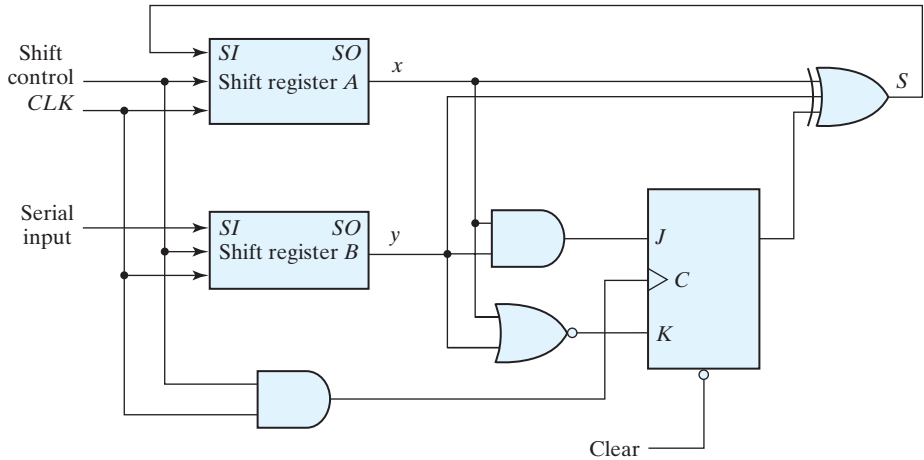 Shift
control
CLK
SI SO
Shift register A
x
S
Serial
input
SI SO
Shift register B
y
J
C
K
Clear